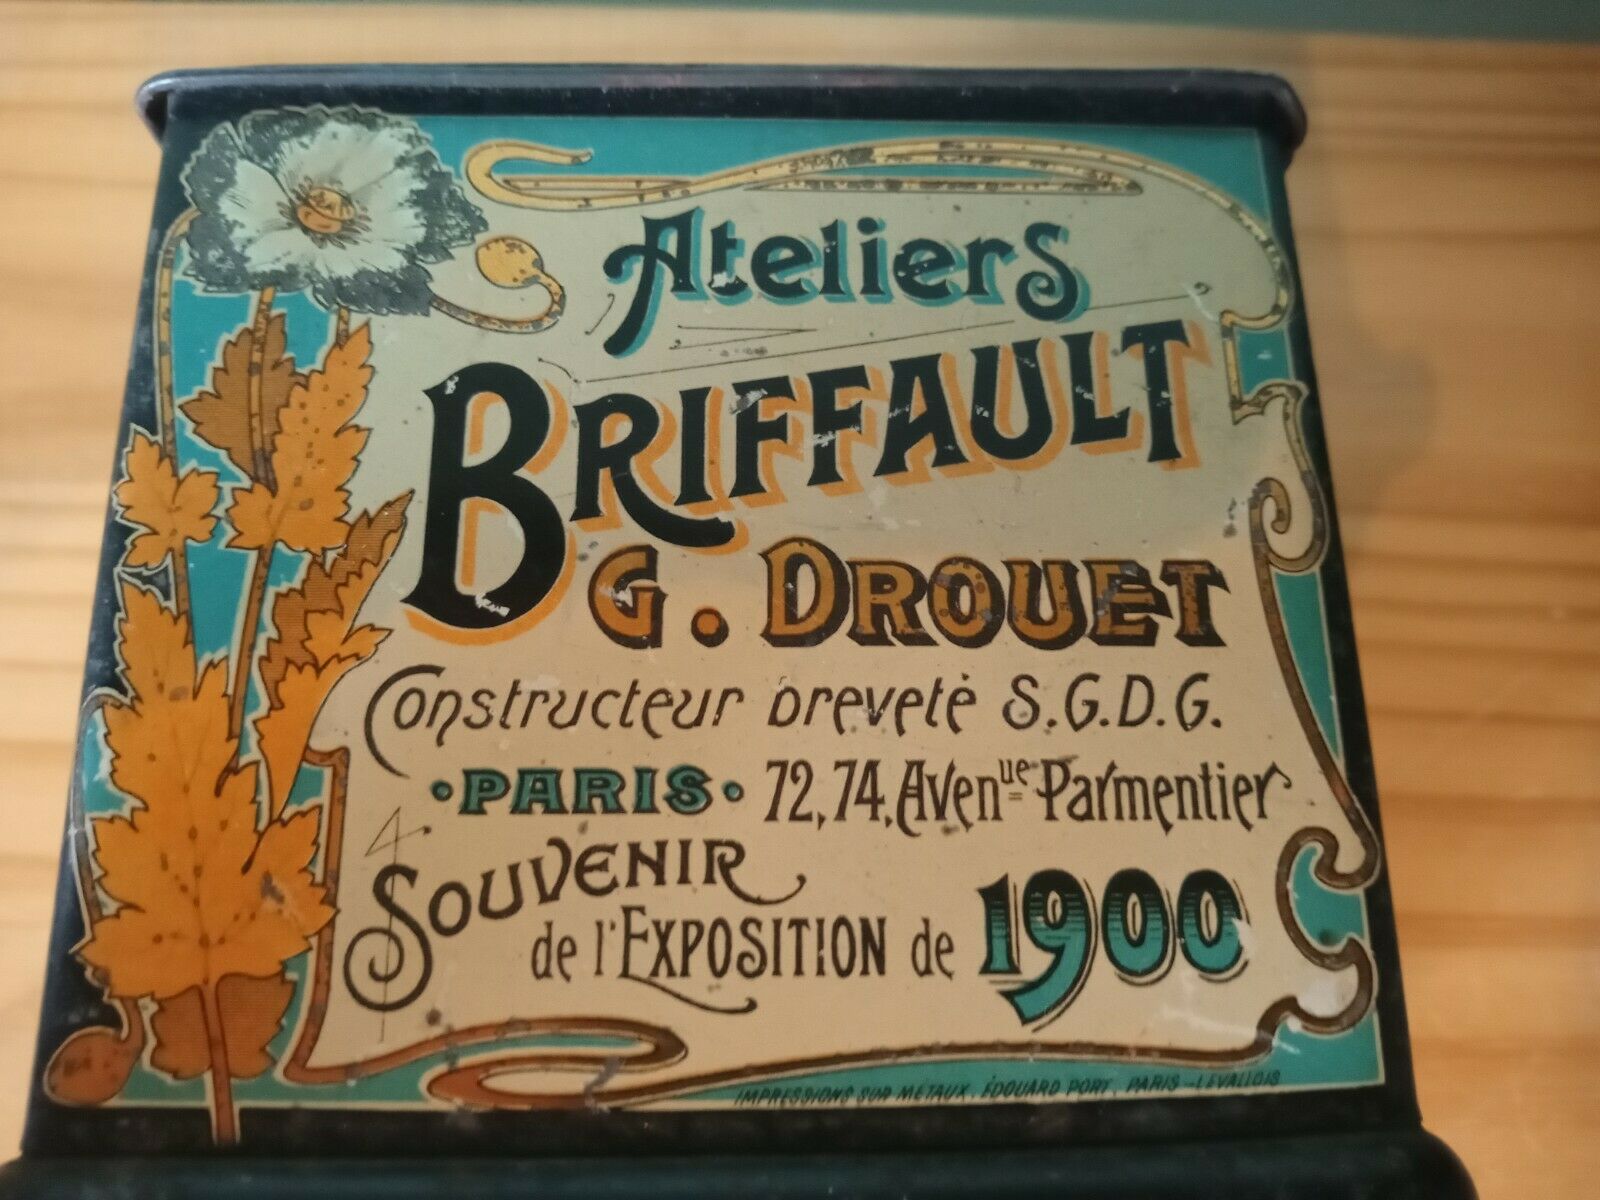 Ateliers
BRIFFAULT
G. DROUET
Constructeur breveté S.G.D.G.
• PARIS • 72,74, Avenue Parmentier
SOUVENIR
de l'EXPOSITION de 1900
IMPRESSIONS SUR MÉTAUX, ÉDOUARD PORT, PARIS-LEVALLOIS